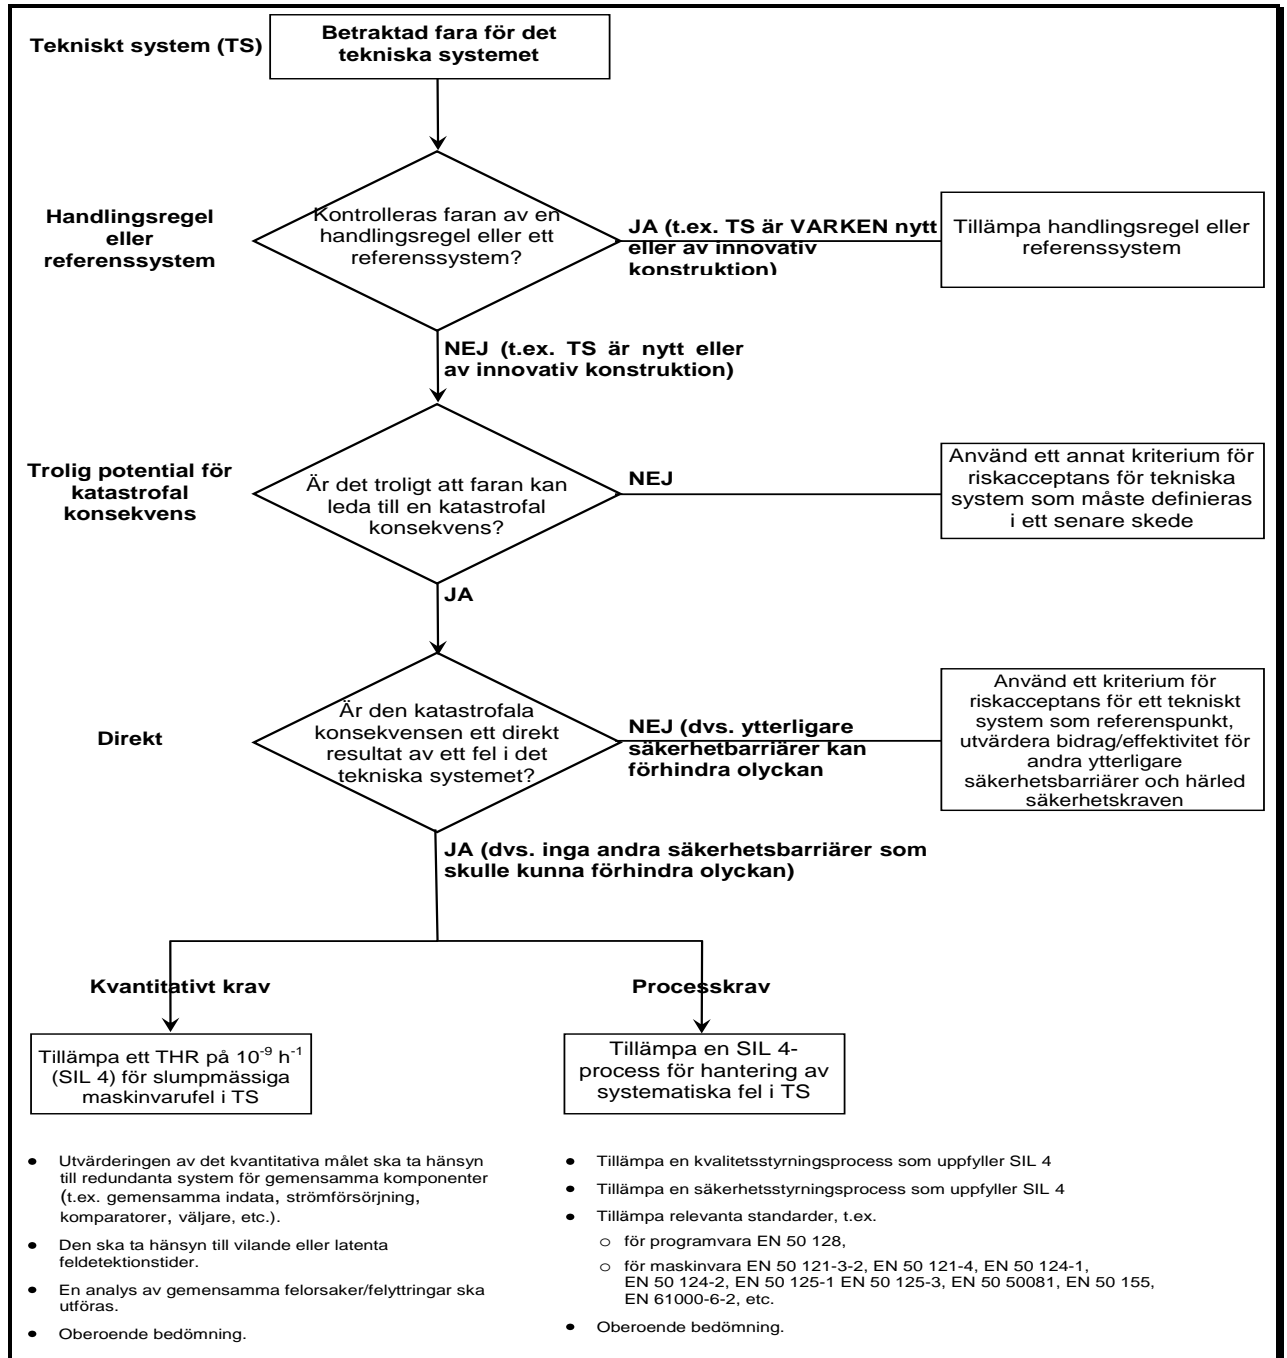 Tekniskt system (TS)
Betraktad fara för det
tekniska systemet
Handlingsregel
eller
referenssystem
Kontrolleras faran av en
handlingsregel eller ett
referenssystem?
JA (t.ex. TS är VARKEN nytt
eller av innovativ
konstruktion)
Tillämpa handlingsregel eller
referenssystem
NEJ (t.ex. TS är nytt eller
av innovativ konstruktion)
Trolig potential för
katastrofal
konsekvens
Är det troligt att faran kan
leda till en katastrofal
konsekvens?
NEJ
Använd ett annat kriterium för
riskacceptans för tekniska
system som måste definieras
i ett senare skede
JA
Direkt
Är den katastrofala
konsekvensen ett direkt
resultat av ett fel i det
tekniska systemet?
NEJ (dvs. ytterligare
säkerhetbarriärer kan
förhindra olyckan
Använd ett kriterium för
riskacceptans för ett tekniskt
system som referenspunkt,
utvärdera bidrag/effektivitet för
andra ytterligare
säkerhetsbarriärer och härled
säkerhetskraven
JA (dvs. inga andra säkerhetsbarriärer som
skulle kunna förhindra olyckan)
Kvantitativt krav
Tillämpa ett THR på 10⁻⁹ h⁻¹
(SIL 4) för slumpmässiga
maskinvarufel i TS
• Utvärderingen av det kvantitativa målet ska ta hänsyn
till redundanta system för gemensamma komponenter
(t.ex. gemensamma indata, strömförsörjning,
komparatorer, väljare, etc.).
• Den ska ta hänsyn till vilande eller latenta
feldetektionstider.
• En analys av gemensamma felorsaker/felyttringar ska
utföras.
• Oberoende bedömning.
Processkrav
Tillämpa en SIL 4-
process för hantering av
systematiska fel i TS
• Tillämpa en kvalitetsstyrningsprocess som uppfyller SIL 4
• Tillämpa en säkerhetsstyrningsprocess som uppfyller SIL 4
• Tillämpa relevanta standarder, t.ex.
o för programvara EN 50 128,
o för maskinvara EN 50 121-3-2, EN 50 121-4, EN 50 124-1,
EN 50 124-2, EN 50 125-1 EN 50 125-3, EN 50 50081, EN 50 155,
EN 61000-6-2, etc.
• Oberoende bedömning.